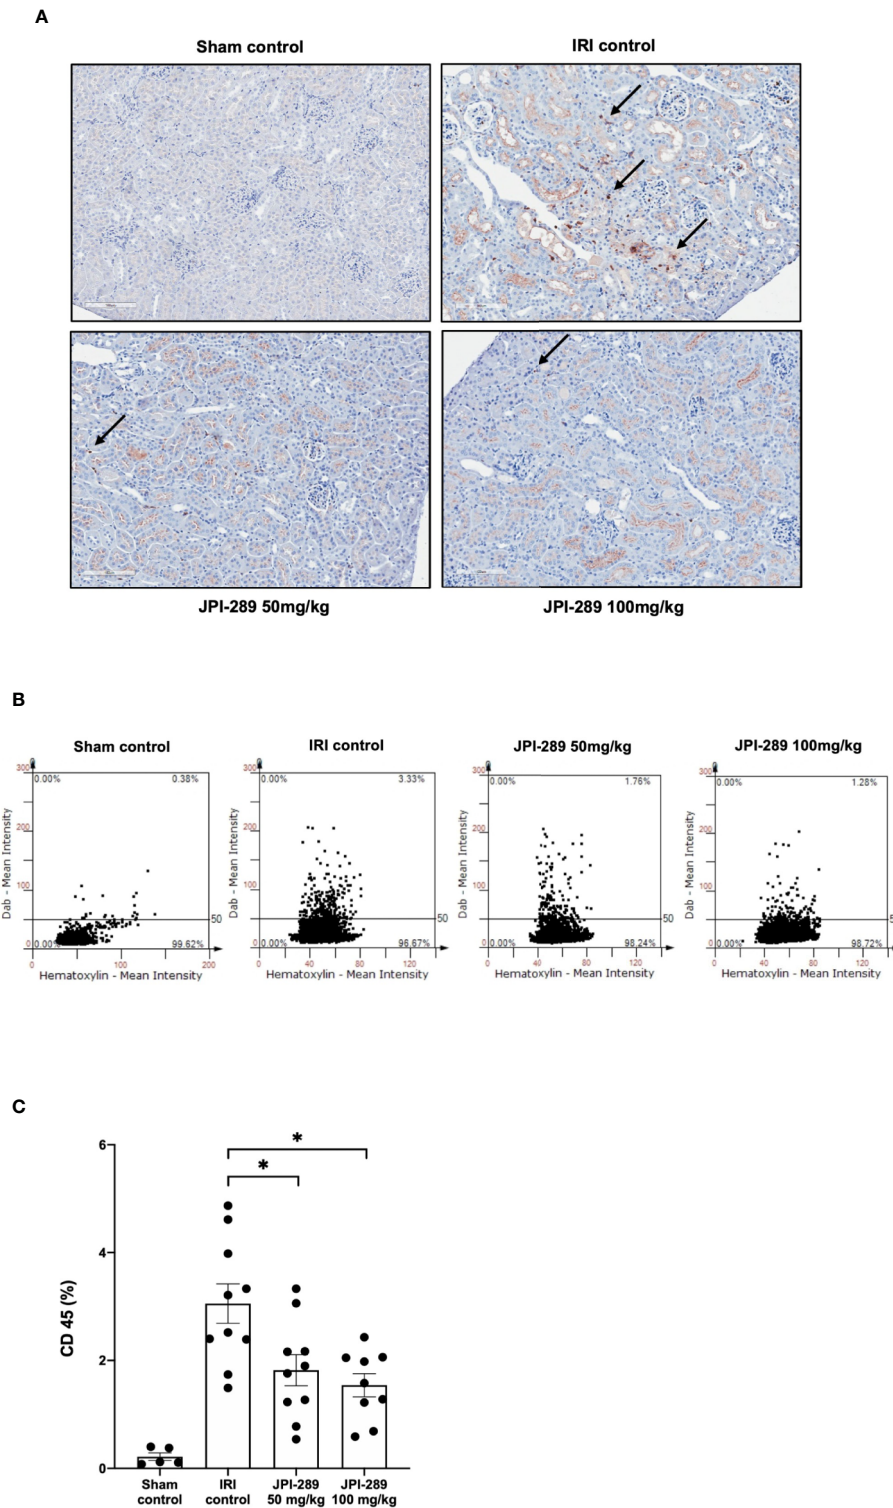 A
Sham control
IRI control
JPI-289 50mg/kg
JPI-289 100mg/kg
B
Sham control
IRI control
JPI-289 50mg/kg
JPI-289 100mg/kg
Dab - Mean Intensity
300
200
100
0
0.00%
0.38%
50
0.00%
99.62%
0
100
200
Hematoxylin - Mean Intensity
Dab - Mean Intensity
300
200
100
0
0.00%
3.33%
50
0.00%
96.67%
0
40
80
120
Hematoxylin - Mean Intensity
Dab - Mean Intensity
300
200
100
0
0.00%
1.76%
50
0.00%
98.24%
0
40
80
120
Hematoxylin - Mean Intensity
Dab - Mean Intensity
300
200
100
0
0.00%
1.28%
5
0.00%
98.72%
0
40
80
120
Hematoxylin - Mean Intensity
C
CD 45 (%)
6
4
2
0
*
*
Sham
control
IRI
control
JPI-289
50 mg/kg
JPI-289
100 mg/kg